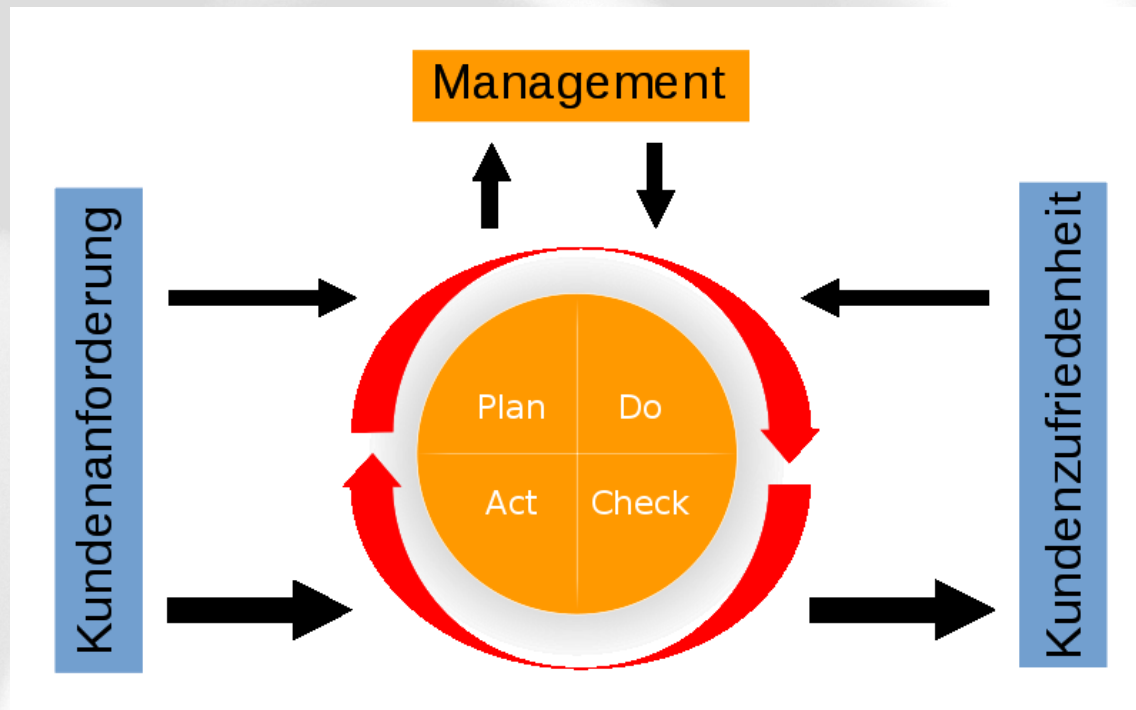 Management
Kundenanforderung
Kundenzufriedenheit
Plan
Do
Act
Check